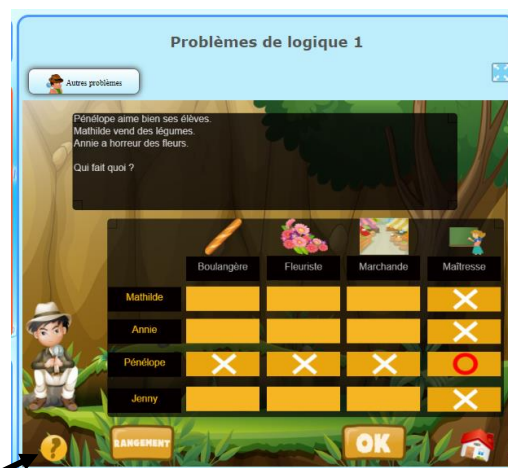 Problèmes de logique 1
Autres problèmes
Pénélope aime bien ses élèves.
Mathilde vend des légumes.
Annie a horreur des fleurs.
Qui fait quoi ?
Boulangère Fleuriste Marchande Maîtresse
Mathilde
Annie
Pénélope
Jenny
?
RANGEMENT
OK